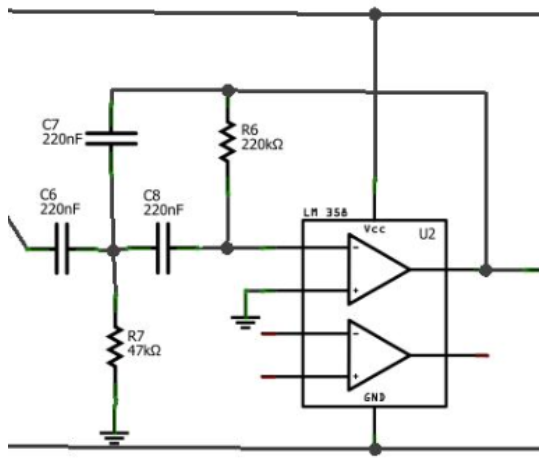 C7
220nF
R6
220kΩ
C6
220nF
C8
220nF
LM 358
Vcc
U2
-
+
R7
47kΩ
-
+
GND